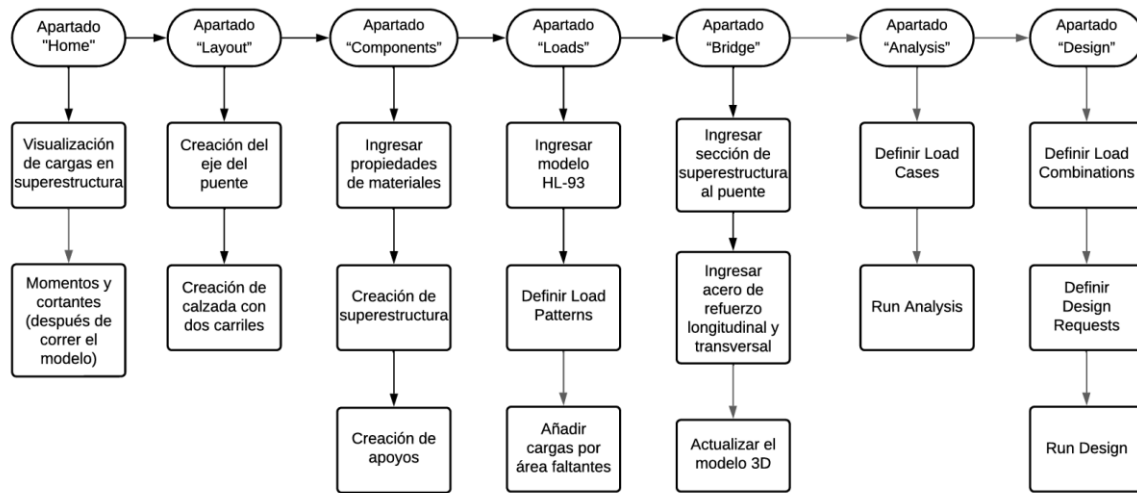 Apartado
"Home"
Apartado
“Layout”
Apartado
“Components”
Apartado
“Loads”
Apartado
“Bridge”
Apartado
“Analysis”
Apartado
“Design”
Visualización
de cargas en
superestructura
Creación del
eje del
puente
Ingresar
propiedades
de materiales
Ingresar
modelo
HL-93
Ingresar
sección de
superestructura
al puente
Definir Load
Cases
Definir Load
Combinations
Momentos y
cortantes
(después de
correr el
modelo)
Creación de
calzada con
dos carriles
Creación de
superestructura
Definir Load
Patterns
Ingresar
acero de
refuerzo
longitudinal y
transversal
Run Analysis
Definir
Design
Requests
Creación de
apoyos
Añadir
cargas por
área faltantes
Actualizar el
modelo 3D
Run Design